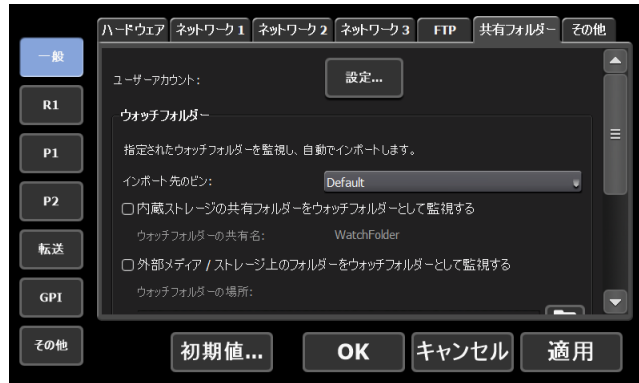 ハードウェア ネットワーク 1 ネットワーク 2 ネットワーク 3 FTP 共有フォルダー その他
一般
ユーザーアカウント: 設定...
R1
ウォッチフォルダー
P1
指定されたウォッチフォルダーを監視し、自動でインポートします。
インポート先のビン: Default
P2
内蔵ストレージの共有フォルダーをウォッチフォルダーとして監視する
ウォッチフォルダーの共有名: WatchFolder
転送
外部メディア / ストレージ上のフォルダーをウォッチフォルダーとして監視する
ウォッチフォルダーの場所:
GPI
その他
初期値... OK キャンセル 適用